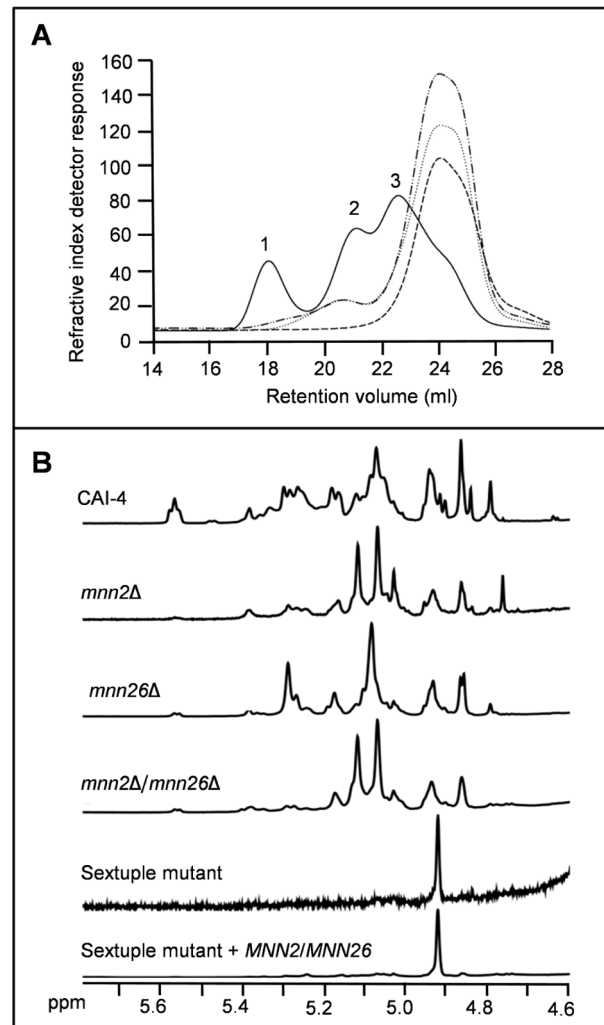 A
Refractive index detector response
160
140
120
100
80
60
40
20
0
1
2
3
14 16 18 20 22 24 26 28
Retention volume (ml)
B
CAI-4
mnn2Δ
mnn26Δ
mnn2Δ/mnn26Δ
Sextuple mutant
Sextuple mutant + MNN2/MNN26
ppm 5.6 5.4 5.2 5.0 4.8 4.6